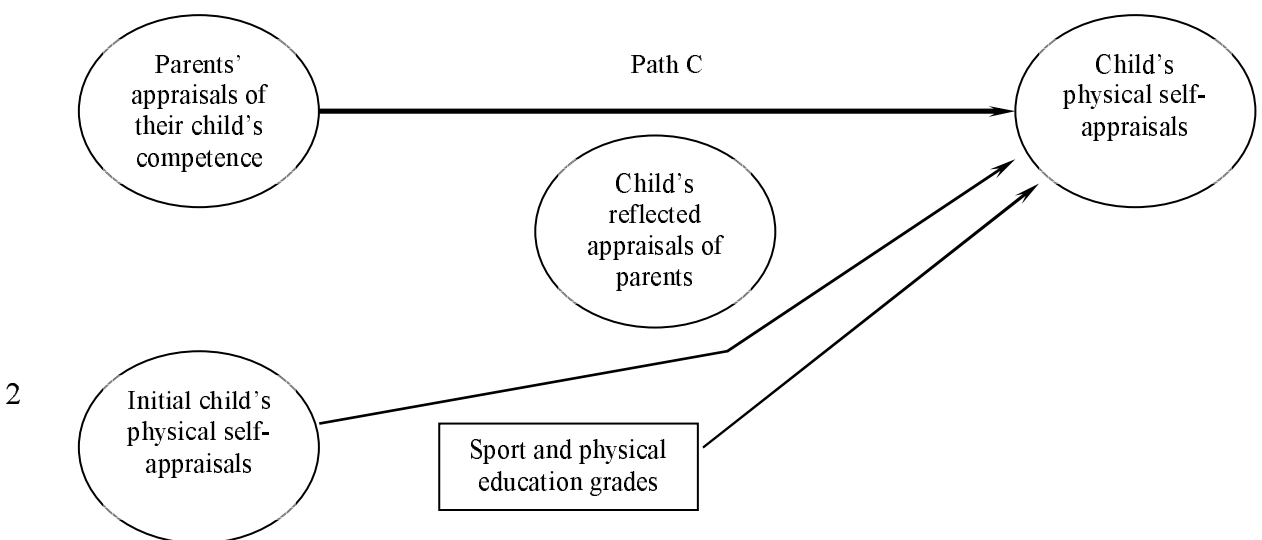 Parents’
appraisals of
their child’s
competence
Path C
Child’s
physical self-
appraisals
Child’s
reflected
appraisals of
parents
2
Initial child’s
physical self-
appraisals
Sport and physical
education grades